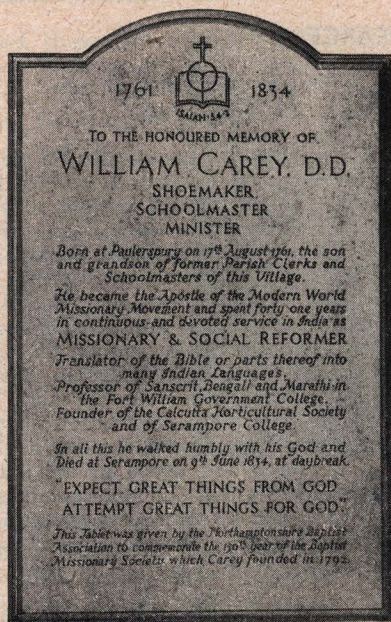 1761 1834
ISAIAH·54·2
TO THE HONOURED MEMORY OF
WILLIAM CAREY, D.D.
SHOEMAKER
SCHOOLMASTER
MINISTER
Born at Paulerspury on 17th August 1761, the son
and grandson of former Parish Clerks and
Schoolmasters of this Village.
He became the Apostle of the Modern World
Missionary Movement and spent forty-one years
in continuous and devoted service in India as
MISSIONARY & SOCIAL REFORMER
Translator of the Bible or parts thereof into
many Indian Languages,
Professor of Sanscrit, Bengali and Marathi in
the Fort William Government College.
Founder of the Calcutta Horticultural Society
and of Serampore College.
In all this he walked humbly with his God and
Died at Serampore on 9th June 1834, at daybreak.
"EXPECT GREAT THINGS FROM GOD
ATTEMPT GREAT THINGS FOR GOD."
This Tablet was given by the Northamptonshire Baptist
Association to commemorate the 150th year of the Baptist
Missionary Society which Carey founded in 1792.